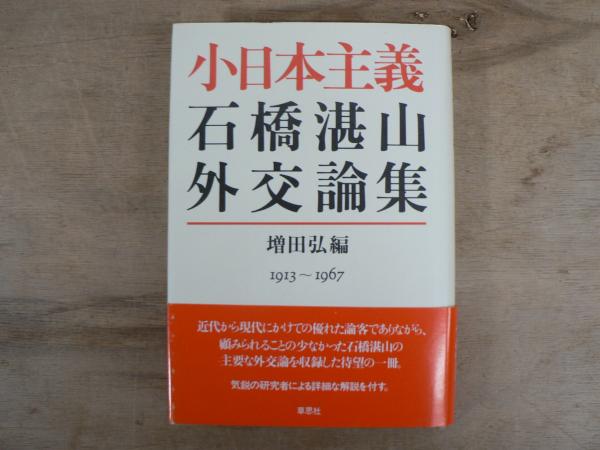 小日本主義
石橋湛山
外交論集
増田弘編
1913〜1967
近代から現代にかけての優れた論客でありながら、
顧みられることの少なかった石橋湛山の
主要な外交論を収録した待望の一冊。
気鋭の研究者による詳細な解説を付す。
草思社